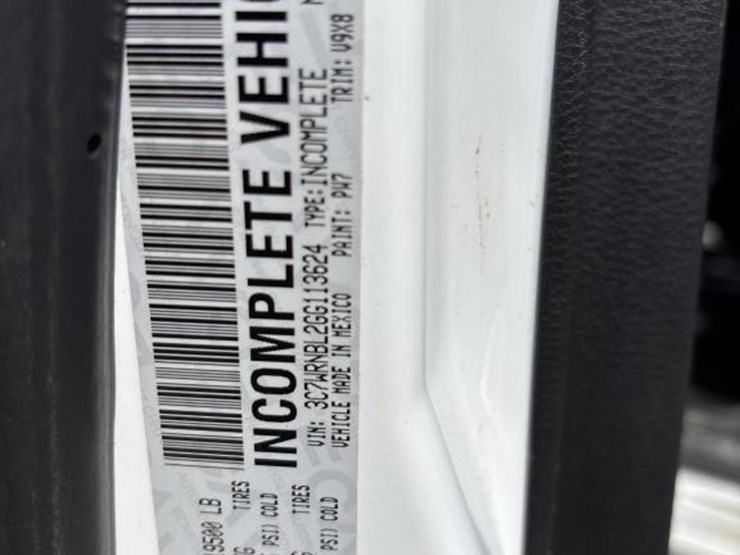 19500 LB
TIRES
PSI) COLD
TIRES
PSI) COLD
INCOMPLETE VEHIC
VIN: 3C7WRNBL2GG113624 TYPE: INCOMPLETE
VEHICLE MADE IN MEXICO PAINT: PW7 TRIM: V9X8